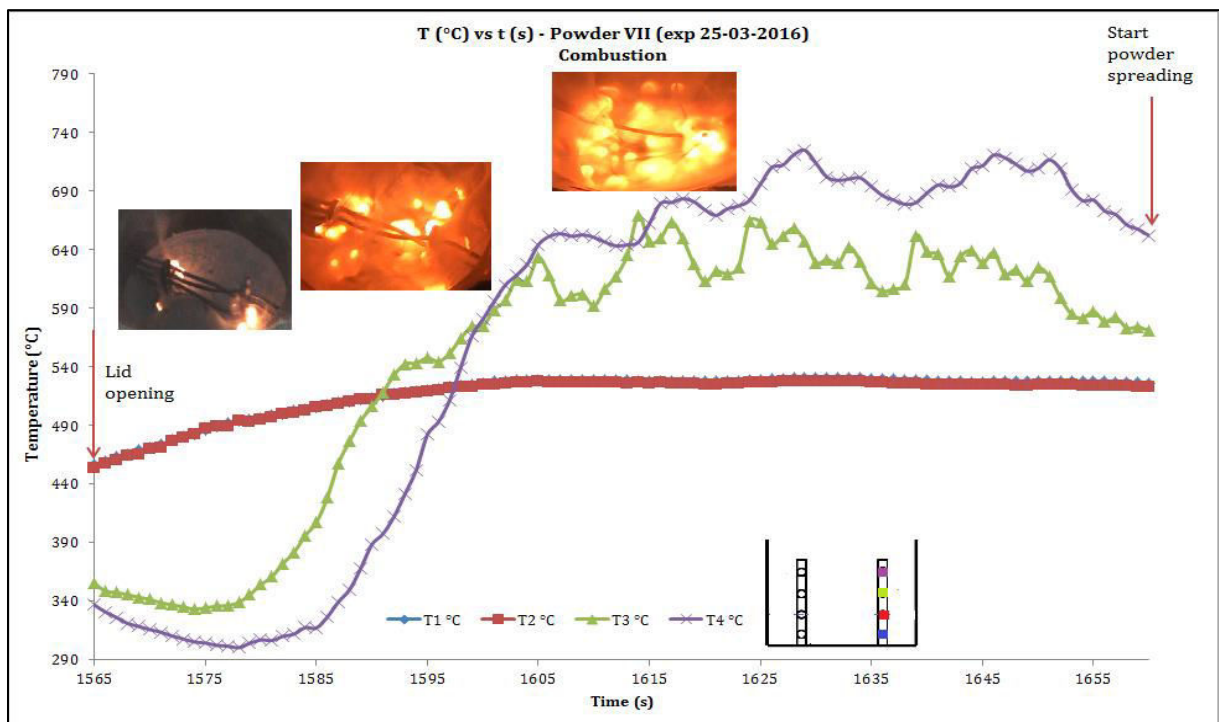 T (°C) vs t (s) - Powder VII (exp 25-03-2016)
Combustion
Start
powder
spreading
Lid
opening
Temperature (°C)
790
740
690
640
590
540
490
440
390
340
290
T1 °C
T2 °C
T3 °C
T4 °C
1565
1575
1585
1595
1605
1615
1625
1635
1645
1655
Time (s)